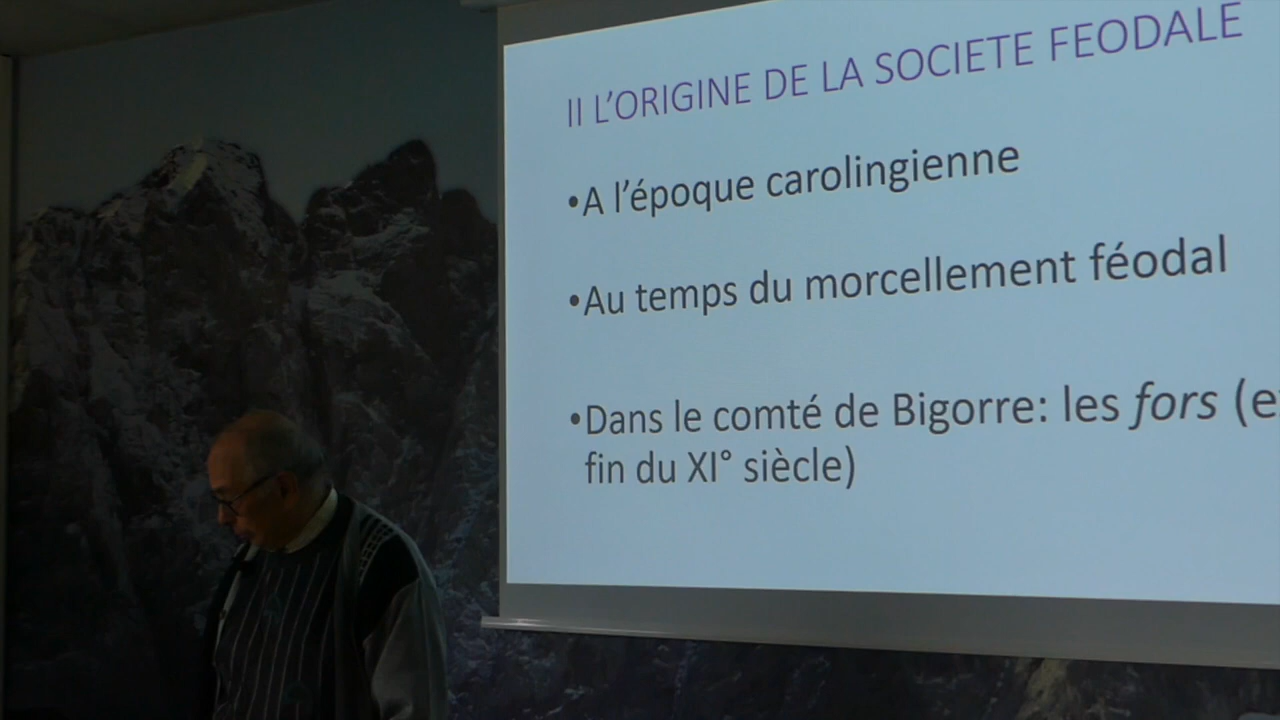 II L'ORIGINE DE LA SOCIETE FEODALE
•A l'époque carolingienne
•Au temps du morcellement féodal
•Dans le comté de Bigorre: les fors (e
fin du XI° siècle)